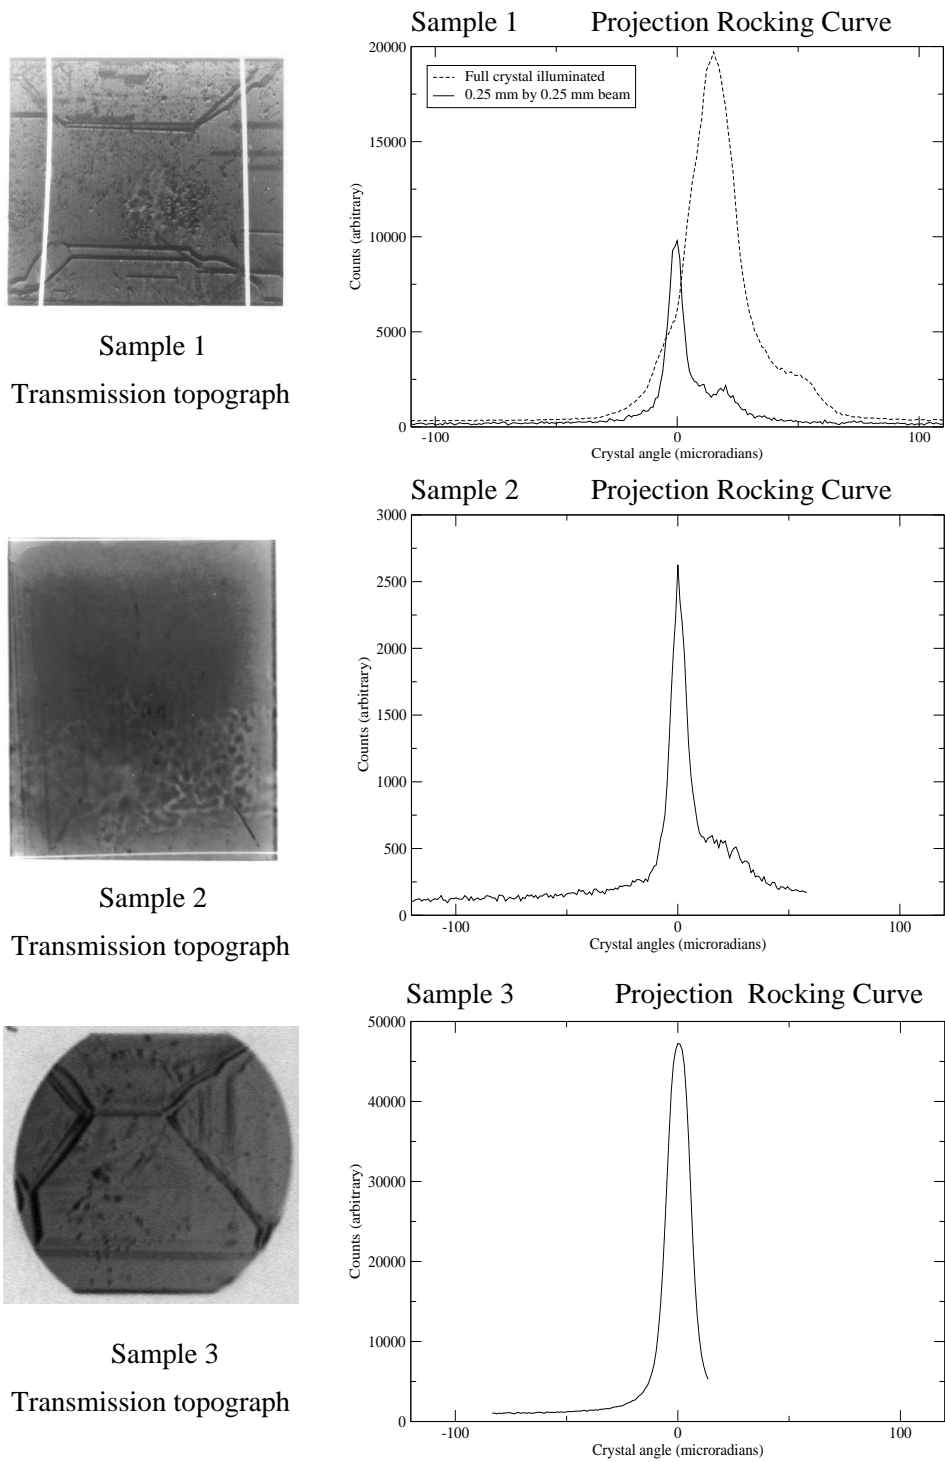 Sample 1 Projection Rocking Curve
20000
15000
10000
5000
0
Counts (arbitrary)
Full crystal illuminated
0.25 mm by 0.25 mm beam
-100 0 100
Crystal angle (microradians)
Sample 1
Transmission topograph
Sample 2 Projection Rocking Curve
3000
2500
2000
1500
1000
500
0
Counts (arbitrary)
-100 0 100
Crystal angles (microradians)
Sample 2
Transmission topograph
Sample 3 Projection Rocking Curve
50000
40000
30000
20000
10000
0
Counts (arbitrary)
-100 0 100
Crystal angle (microradians)
Sample 3
Transmission topograph